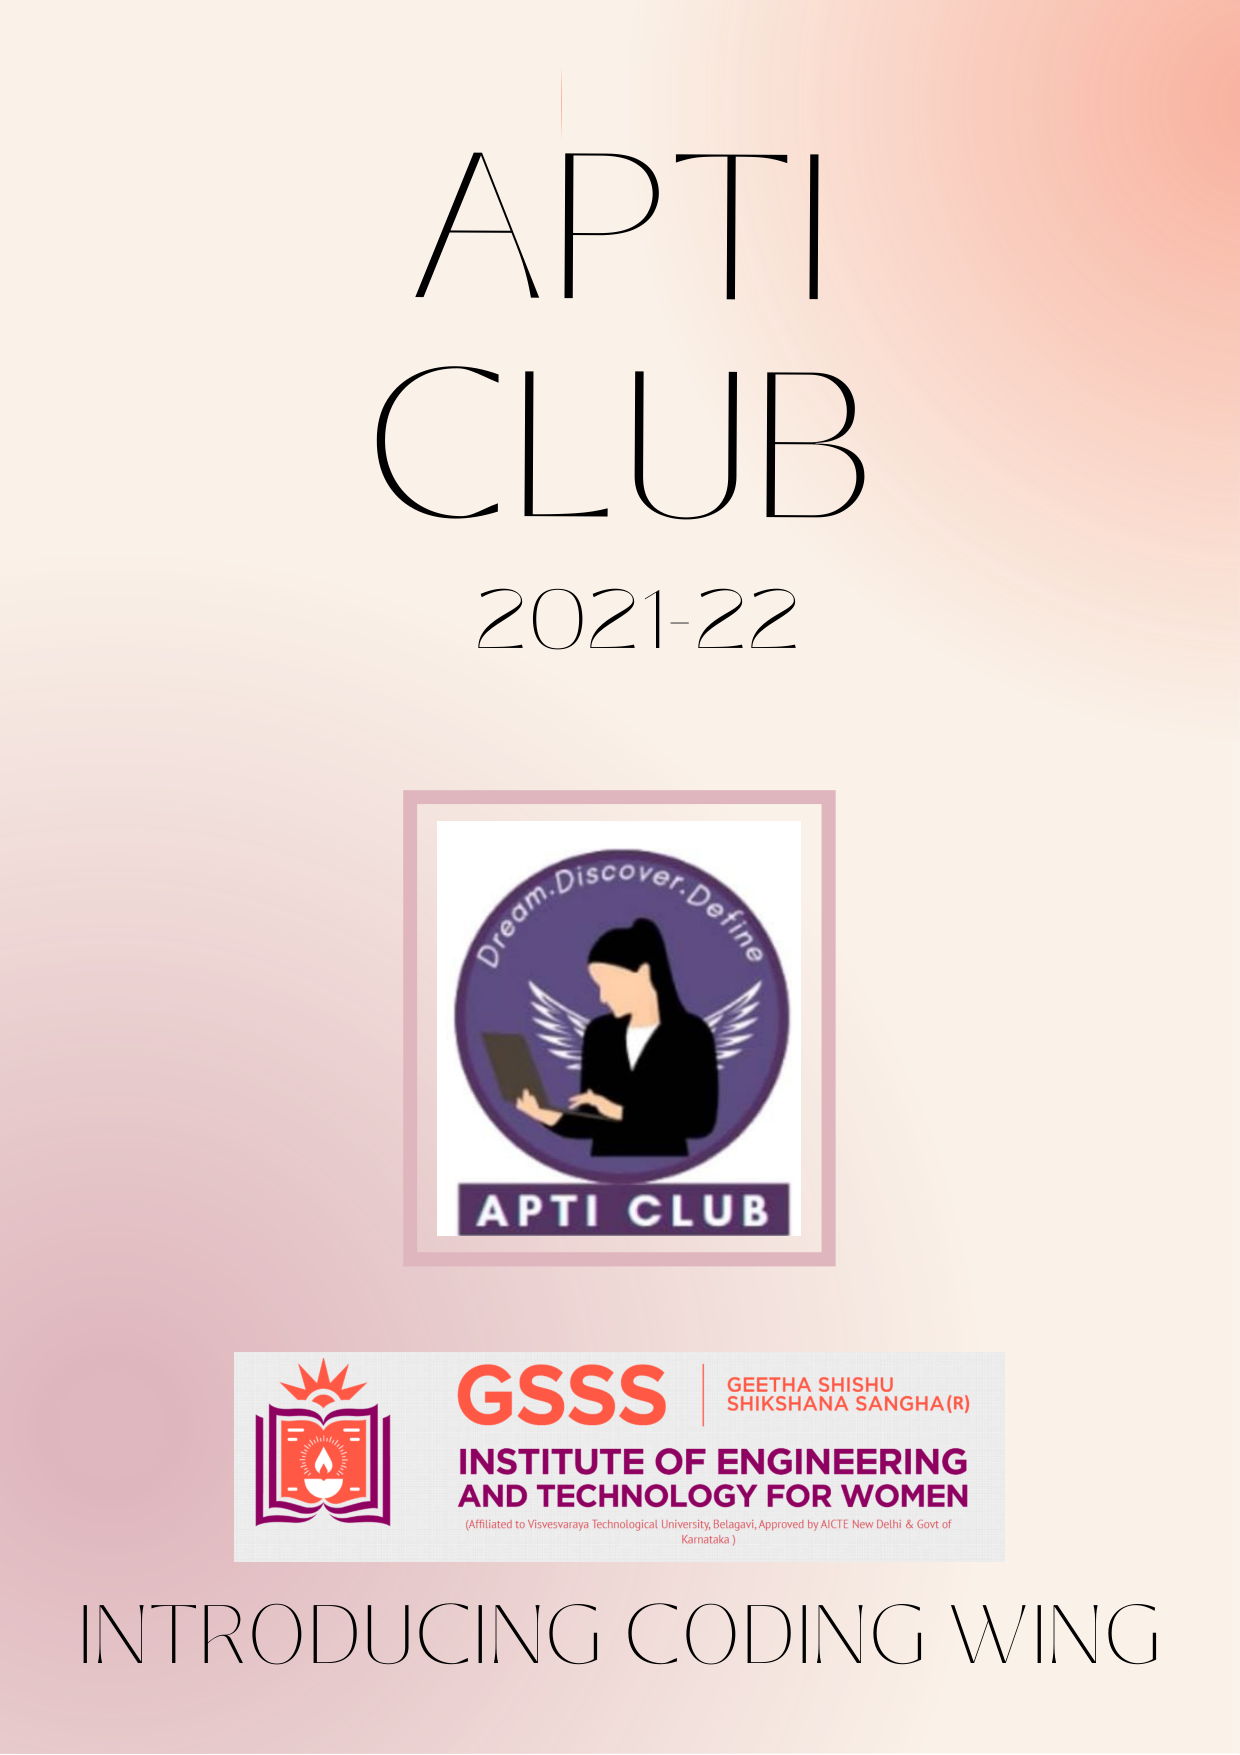 APTI
CLUB
2021-22
Dream.Discover.Define
APTI CLUB
GSSS
GEETHA SHISHU
SHIKSHANA SANGHA(R)
INSTITUTE OF ENGINEERING
AND TECHNOLOGY FOR WOMEN
(Affiliated to Visvesvaraya Technological University, Belagavi, Approved by AICTE New Delhi & Govt of
Karnataka )
INTRODUCING CODING WING